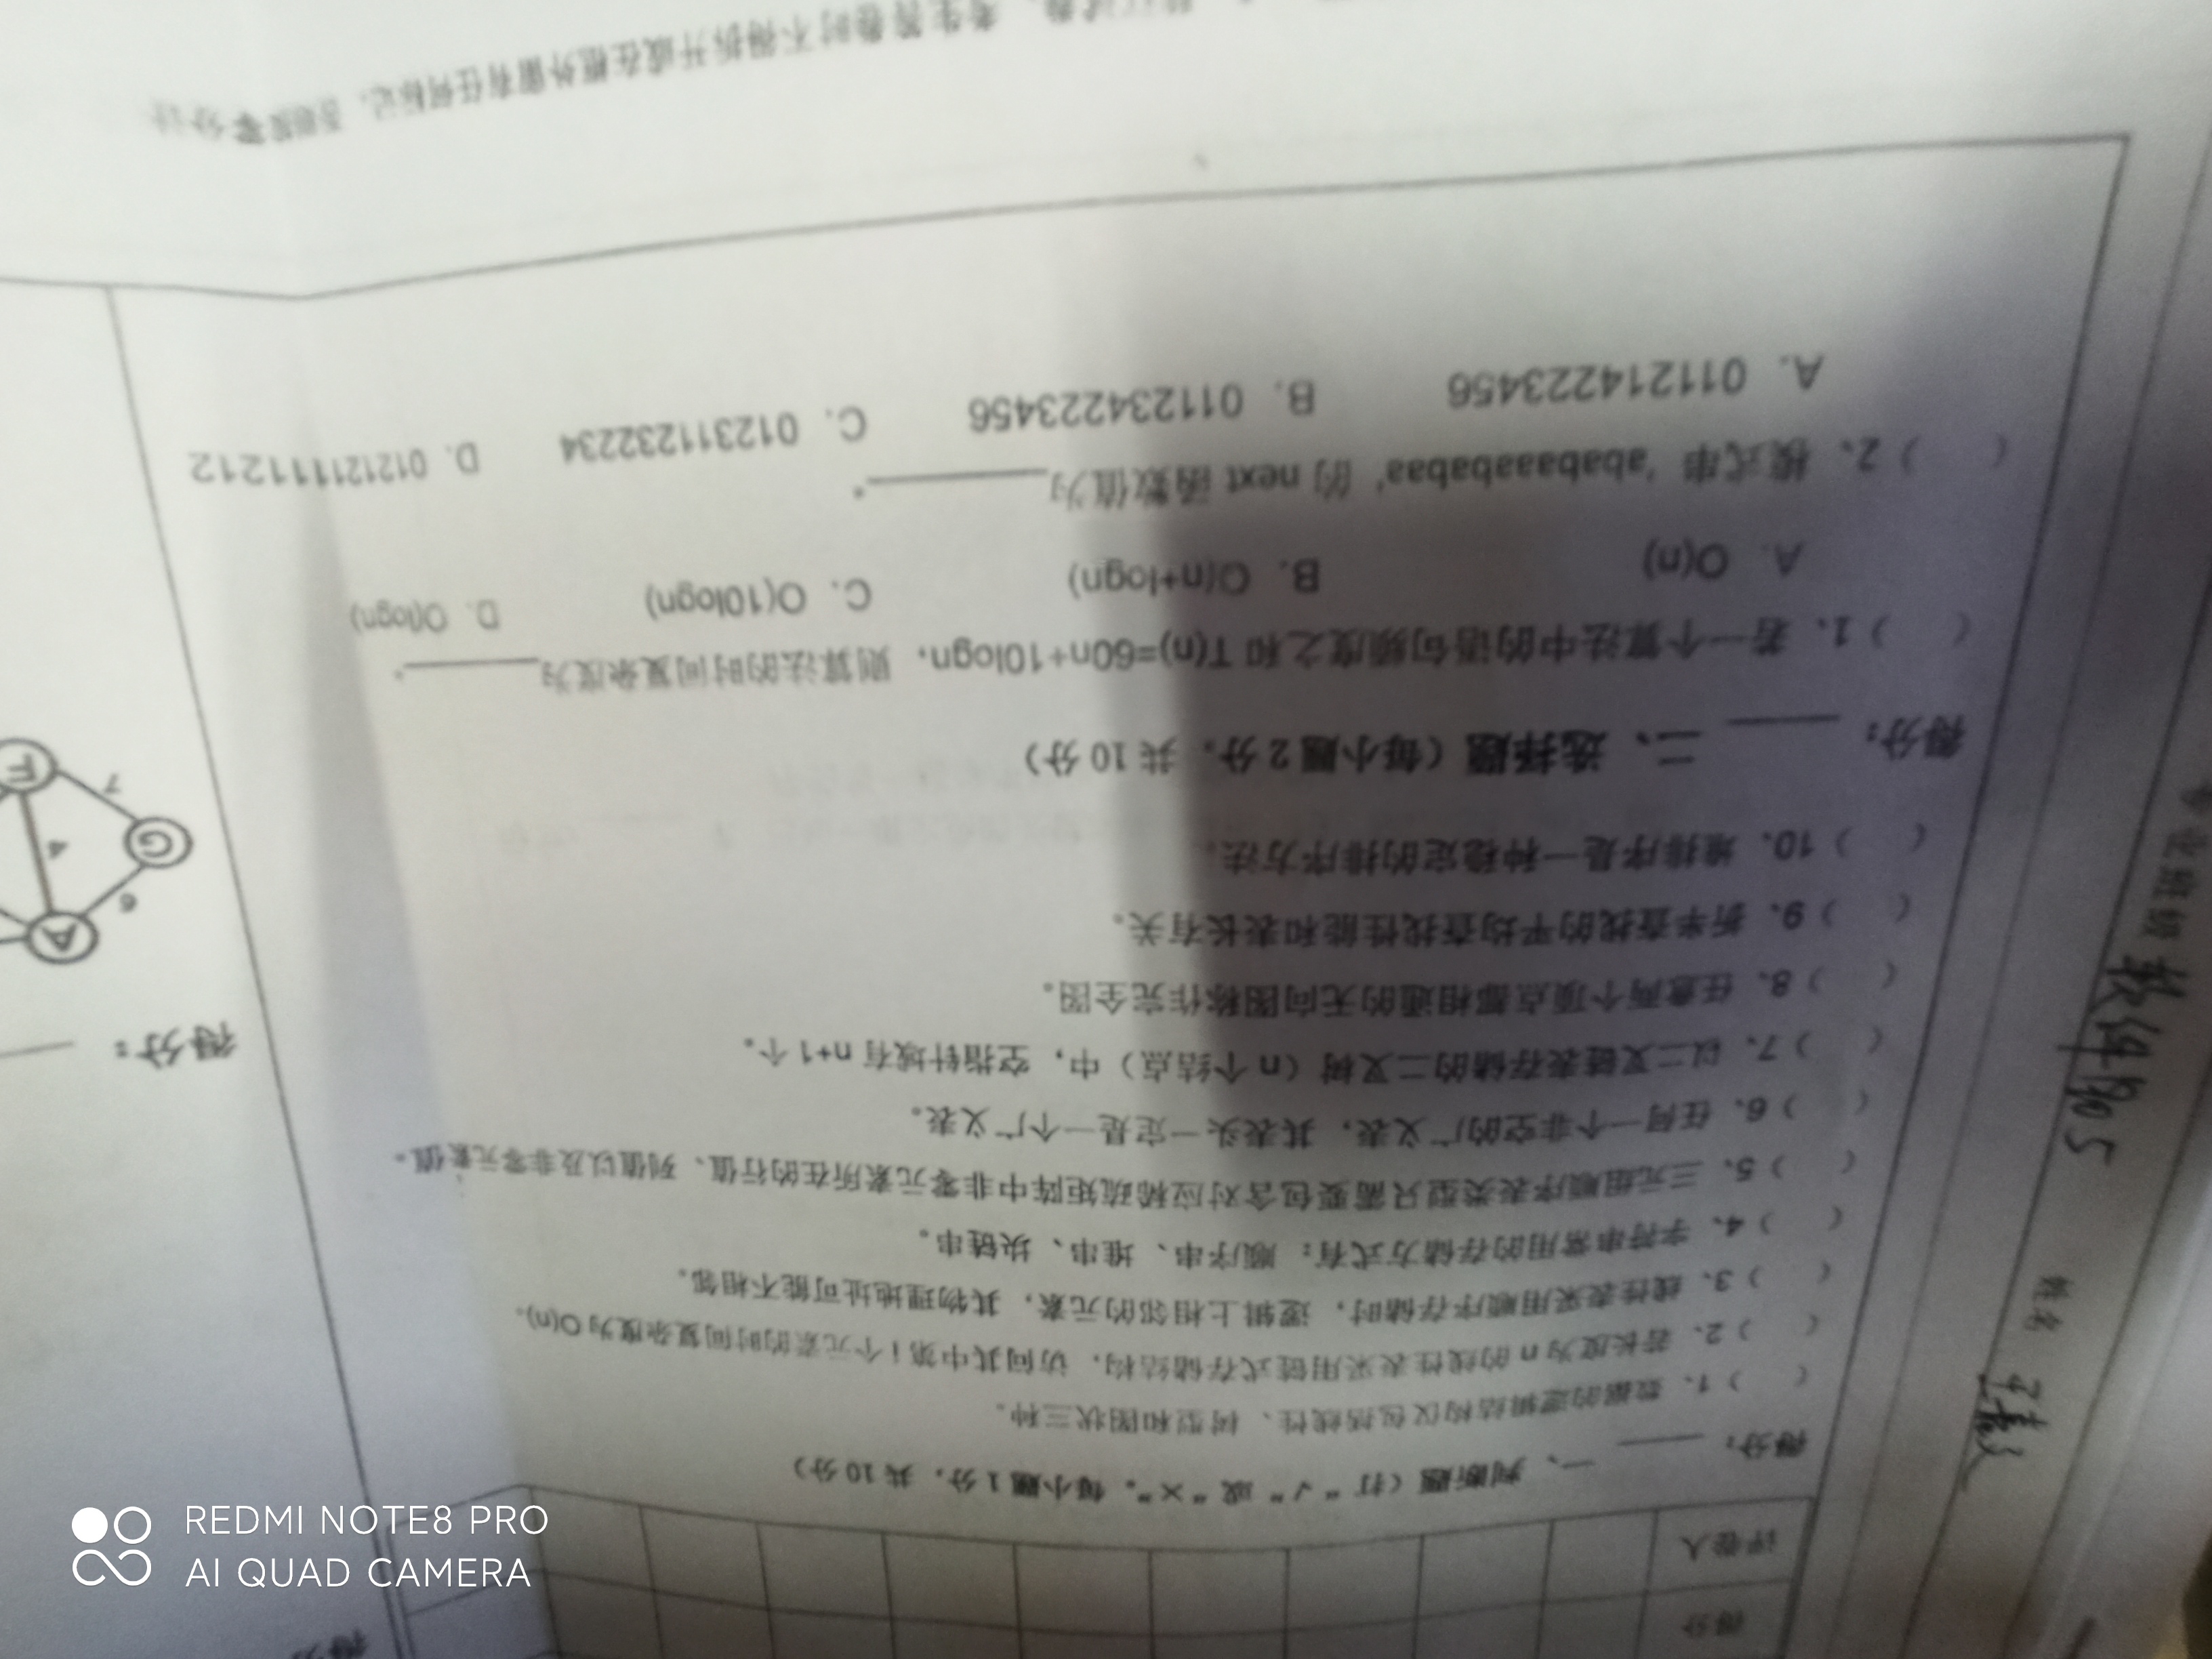 得分
评卷人
得分
REDMI NOTE8 PRO
AI QUAD CAMERA
姓名
专业班级 软件1905
得分：____ 一、判断题（打“√”或“×”。每小题1分，共10分）
（ ）1、数据的逻辑结构仅包括线性、树型和图状三种。
（ ）2、若长度为n的线性表采用链式存储结构，访问其中第i个元素的时间复杂度为O(n)。
（ ）3、线性表采用顺序存储时，逻辑上相邻的元素，其物理地址可能不相邻。
（ ）4、字符串常用的存储方式有：顺序串、堆串、块链串。
（ ）5、三元组顺序表类型只需要包含对应稀疏矩阵中非零元素所在的行值、列值以及非零元素值。
（ ）6、任何一个非空的广义表，其表头一定是一个广义表。
（ ）7、以二叉链表存储的二叉树（n个结点）中，空指针域有n+1个。
（ ）8、任意两个顶点都相通的无向图称作完全图。
（ ）9、折半查找的平均查找性能和表长有关。
（ ）10、堆排序是一种稳定的排序方法。
得分：____ 二、选择题（每小题2分，共10分）
（ ）1、若一个算法中的语句频度之和T(n)=60n+10logn，则算法的时间复杂度为______。
A. O(n) B. O(n+logn) C. O(10logn) D. O(logn)
（ ）2、模式串'ababaaababaa'的next函数值为________。
A. 011214223456 B. 011234223456 C. 012311232234 D. 012121111212
得分：
A
6
G
4
7
F
试卷，考生答卷时不得拆开或在框外留有任何标记，否则按零分计